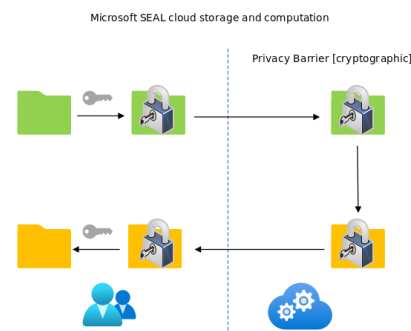 Microsoft SEAL cloud storage and computation
Privacy Barrier [cryptographic]